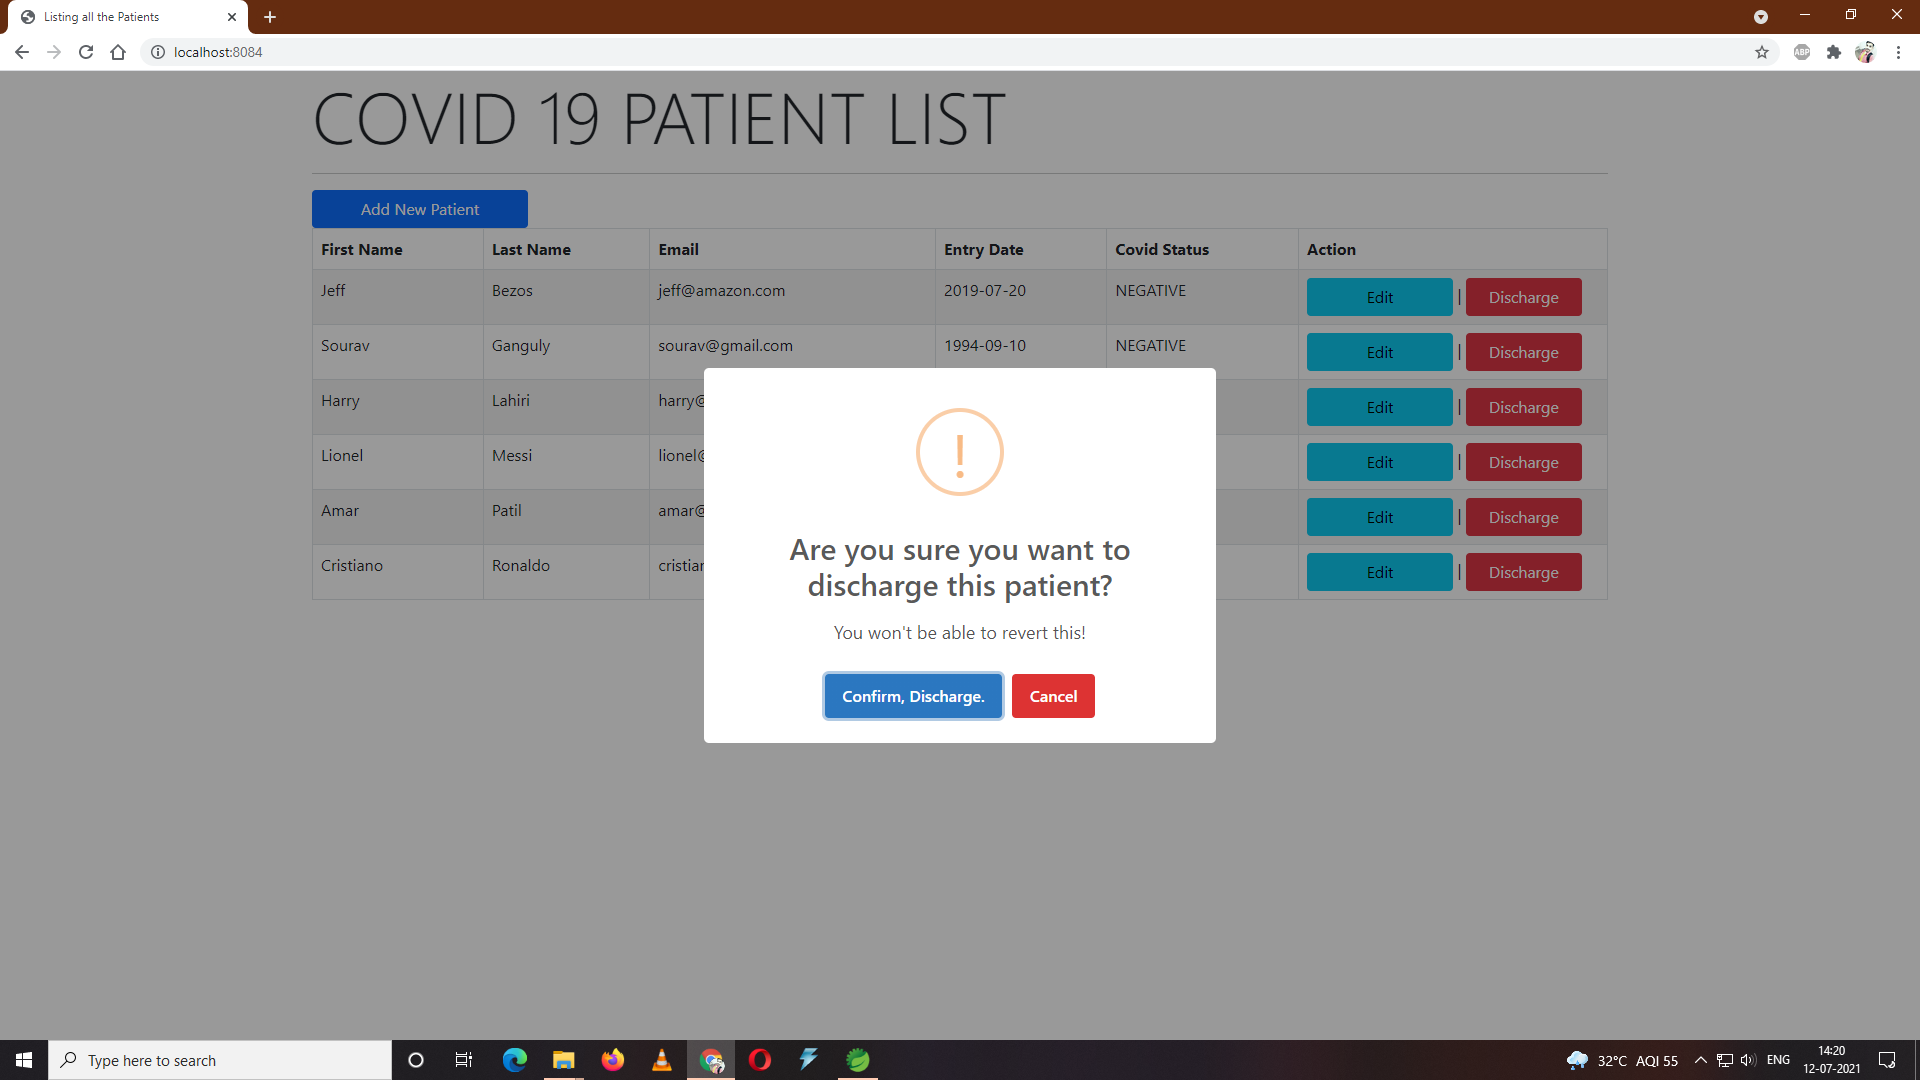 Listing all the Patients
localhost:8084
ABP
COVID 19 PATIENT LIST
Add New Patient
First Name Last Name Email Entry Date Covid Status Action
Jeff Bezos jeff@amazon.com 2019-07-20 NEGATIVE Edit | Discharge
Sourav Ganguly sourav@gmail.com 1994-09-10 NEGATIVE Edit | Discharge
Harry Lahiri harry@ Edit | Discharge
Lionel Messi lionel@ Edit | Discharge
Amar Patil amar@ Edit | Discharge
Cristiano Ronaldo cristian Edit | Discharge
!
Are you sure you want to
discharge this patient?
You won't be able to revert this!
Confirm, Discharge. Cancel
Type here to search
32°C AQI 55 ENG
14:20
12-07-2021